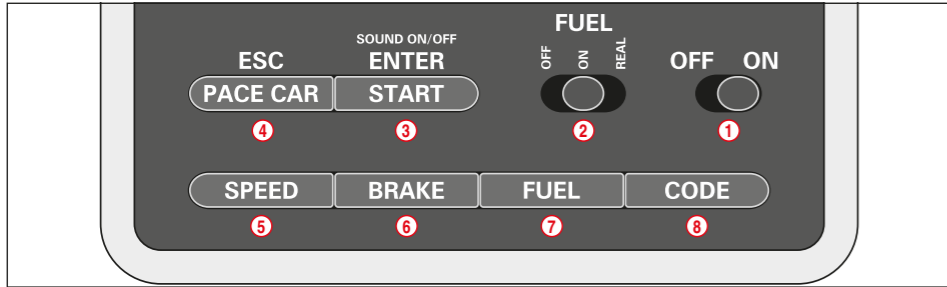 FUEL
SOUND ON/OFF
OFF ON REAL
ESC ENTER OFF ON
PACE CAR START
4 3 2 1
SPEED BRAKE FUEL CODE
5 6 7 8